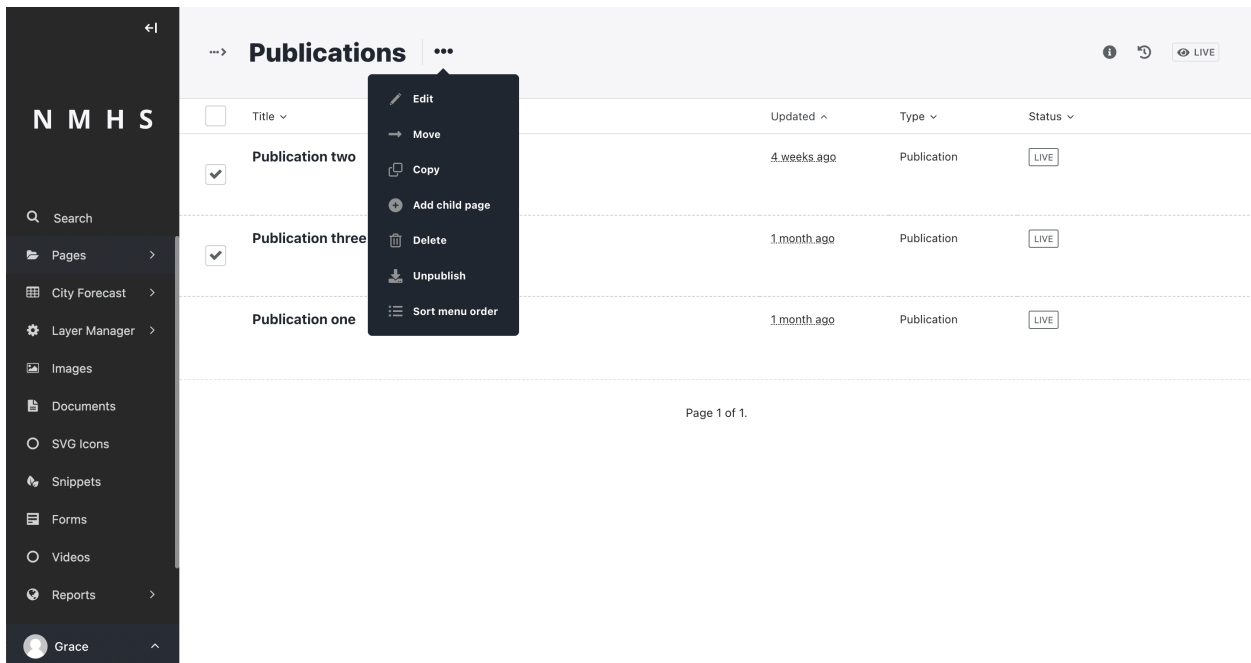 Publications
LIVE
NMHS
Search
Pages
City Forecast
Layer Manager
Images
Documents
SVG Icons
Snippets
Forms
Videos
Reports
Grace
Edit
Move
Copy
Add child page
Delete
Unpublish
Sort menu order
Title Updated Type Status
Publication two 4 weeks ago Publication LIVE
Publication three 1 month ago Publication LIVE
Publication one 1 month ago Publication LIVE
Page 1 of 1.